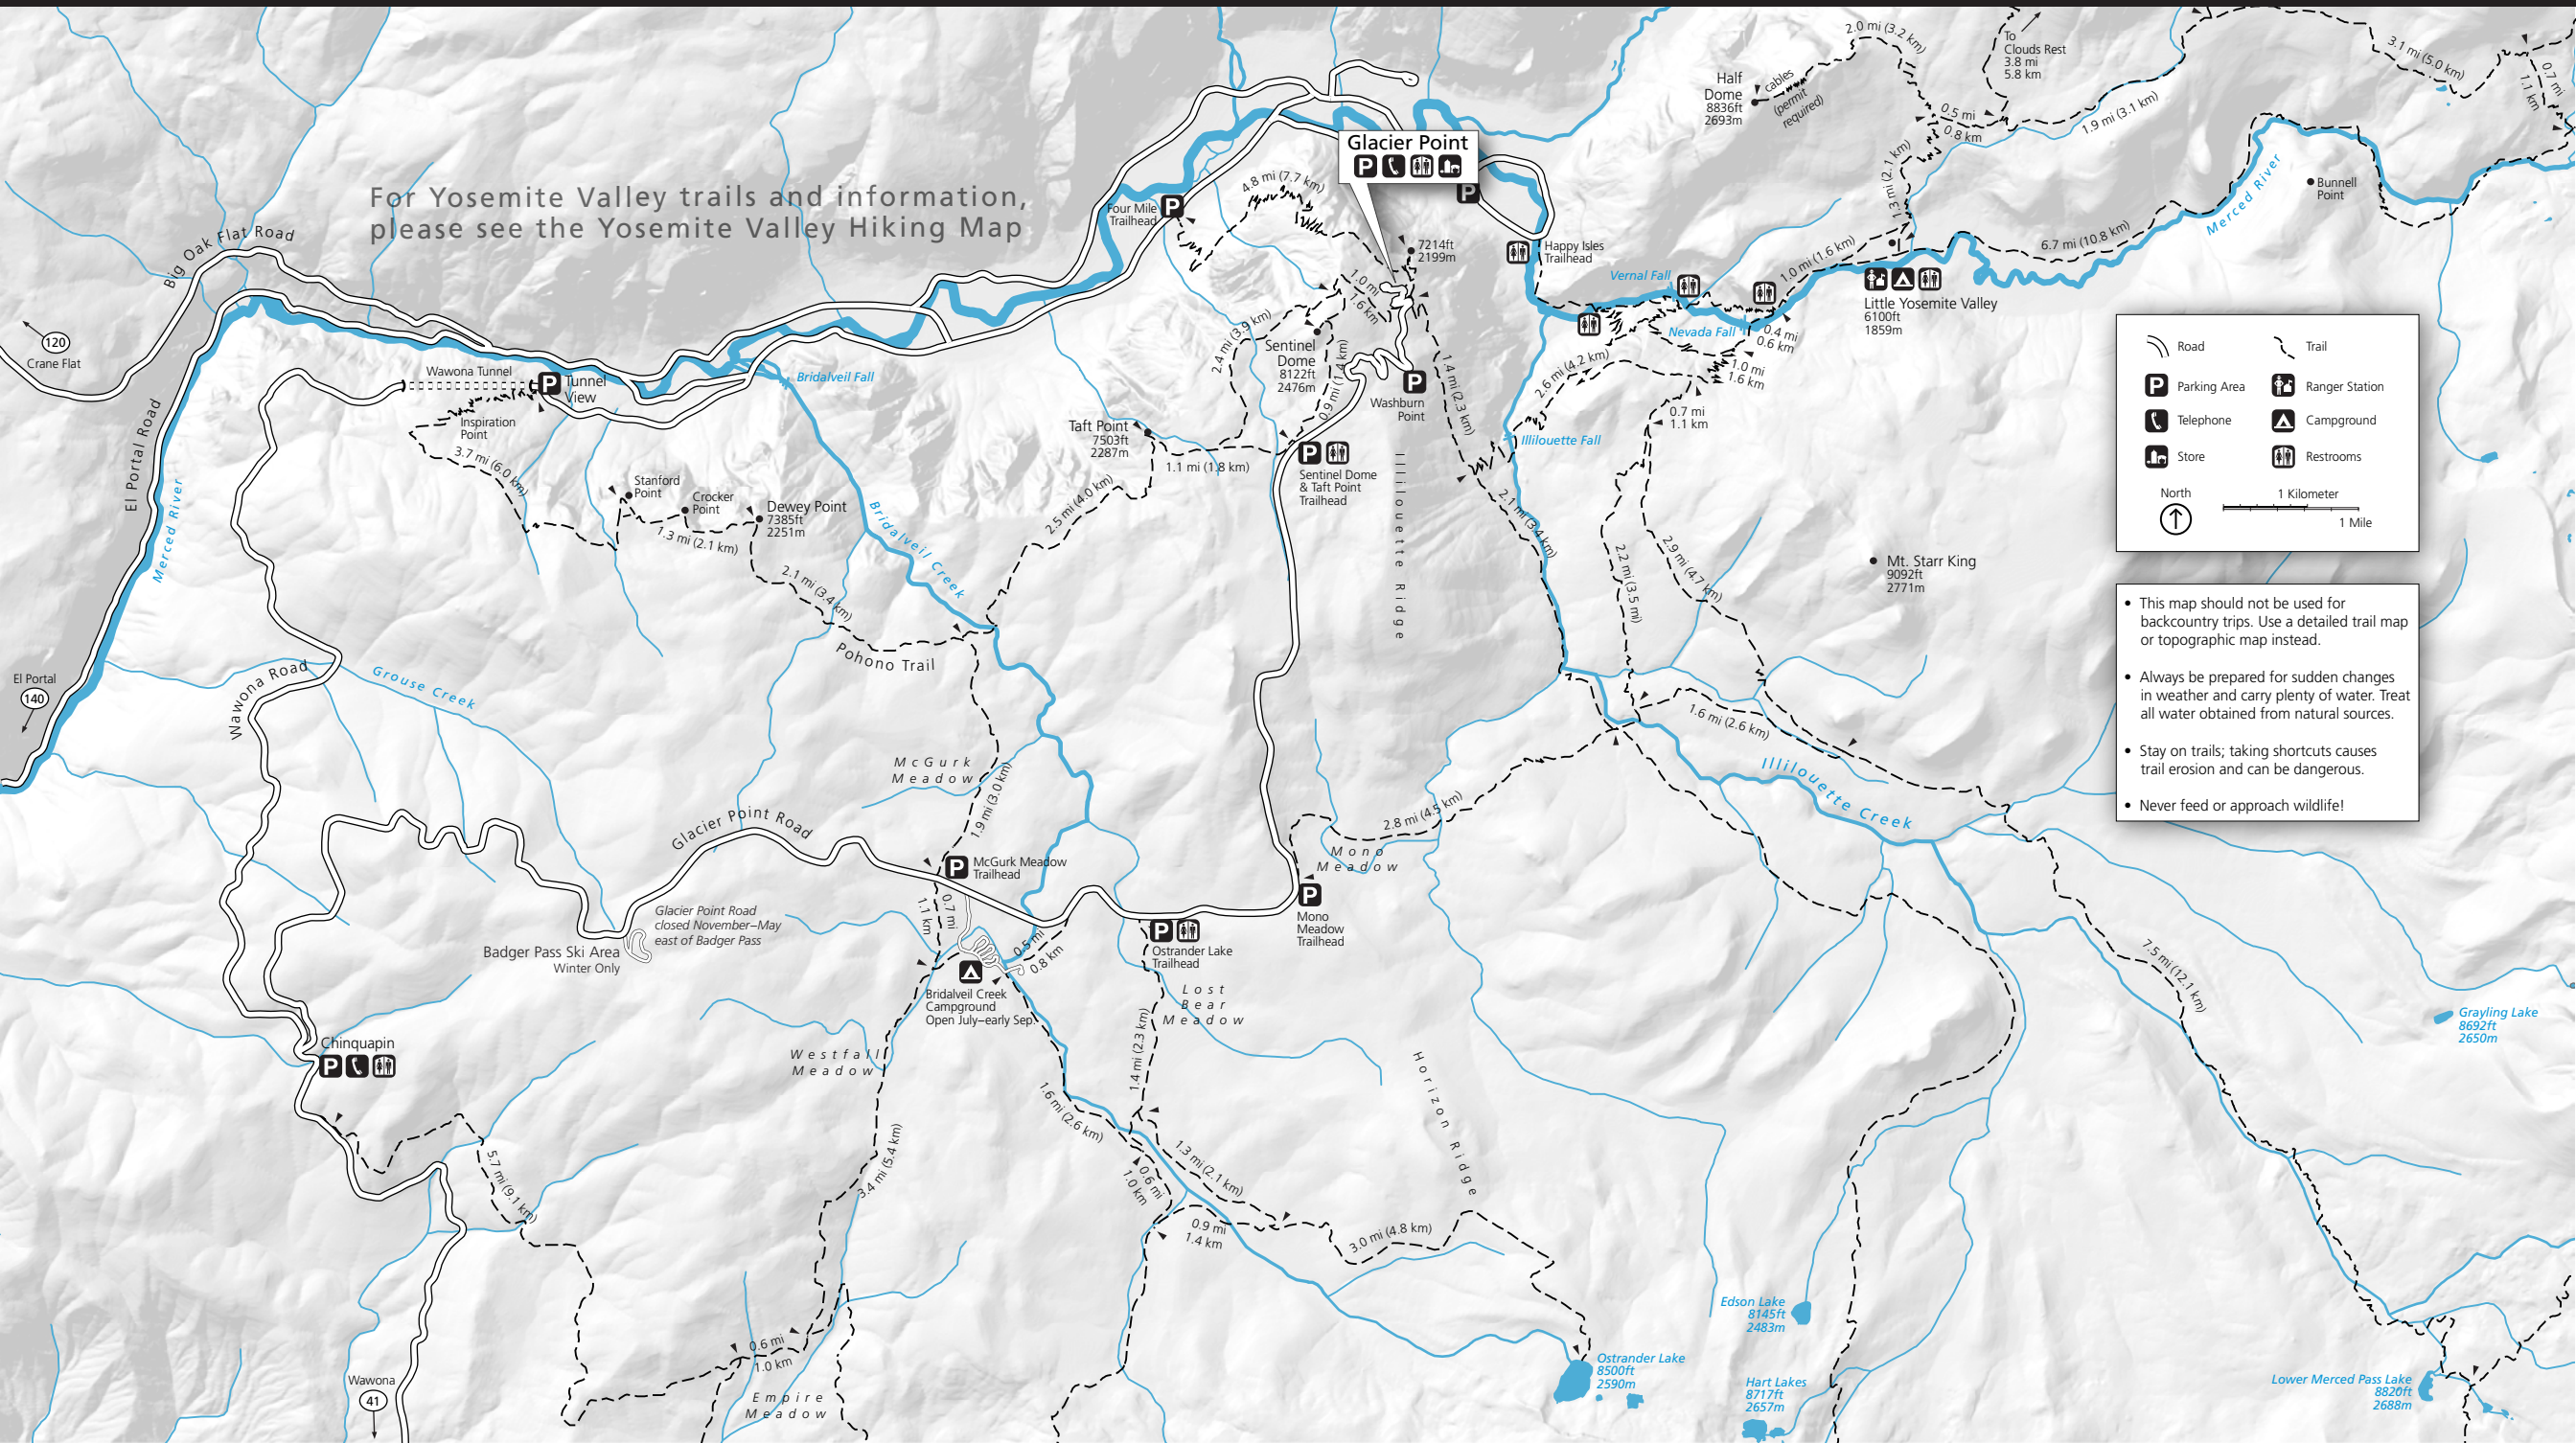 For Yosemite Valley trails and information,
please see the Yosemite Valley Hiking Map
Big Oak Flat Road
120
Crane Flat
El Portal Road
Merced River
El Portal
140
Wawona Tunnel
P
Tunnel
View
Inspiration
Point
3.7 mi (6.0 km)
Stanford
Point
Crocker
Point
1.3 mi (2.1 km)
Dewey Point
7385ft
2251m
2.1 mi (3.4 km)
Pohono Trail
Bridalveil Fall
Bridalveil Creek
2.5 mi (4.0 km)
Taft Point
7503ft
2287m
1.1 mi (1.8 km)
2.4 mi (3.9 km)
Four Mile
Trailhead
P
4.8 mi (7.7 km)
Glacier Point
P
P
7214ft
2199m
1.0 mi
1.6 km
Sentinel
Dome
8122ft
2476m
0.9 mi (1.4 km)
P
Washburn
Point
P
Sentinel Dome
& Taft Point
Trailhead
Illilouette Ridge
1.4 mi (2.3 km)
Happy Isles
Trailhead
Vernal Fall
Nevada Fall
0.4 mi
0.6 km
1.0 mi
1.6 km
1.0 mi (1.6 km)
2.6 mi (4.2 km)
0.7 mi
1.1 km
Illilouette Fall
2.1 mi (3.4 km)
2.2 mi (3.5 mi)
2.9 mi (4.7 km)
Half
Dome
8836ft
2693m
cables
(permit
required)
2.0 mi (3.2 km)
To
Clouds Rest
3.8 mi
5.8 km
0.5 mi
0.8 km
1.9 mi (3.1 km)
1.3 mi (2.1 km)
3.1 mi (5.0 km)
0.7 mi
1.1 km
Little Yosemite Valley
6100ft
1859m
6.7 mi (10.8 km)
Merced River
Bunnell
Point
Mt. Starr King
9092ft
2771m
Road
Trail
P
Parking Area
Ranger Station
Telephone
Campground
Store
Restrooms
North
1 Kilometer
1 Mile
• This map should not be used for
backcountry trips. Use a detailed trail map
or topographic map instead.
• Always be prepared for sudden changes
in weather and carry plenty of water. Treat
all water obtained from natural sources.
• Stay on trails; taking shortcuts causes
trail erosion and can be dangerous.
• Never feed or approach wildlife!
Wawona Road
Grouse Creek
Glacier Point Road
McGurk
Meadow
1.9 mi (3.0 km)
P
McGurk Meadow
Trailhead
0.7 mi
1.1 km
Glacier Point Road
closed November–May
east of Badger Pass
Badger Pass Ski Area
Winter Only
0.5 mi
0.8 km
Bridalveil Creek
Campground
Open July–early Sep.
P
Ostrander Lake
Trailhead
Lost
Bear
Meadow
P
Mono
Meadow
Trailhead
Mono
Meadow
2.8 mi (4.5 km)
1.6 mi (2.6 km)
Illilouette Creek
7.5 mi (12.1 km)
Grayling Lake
8692ft
2650m
Chinquapin
P
Westfall
Meadow
1.4 mi (2.3 km)
1.6 mi (2.6 km)
3.4 mi (5.4 km)
5.7 mi (9.1 km)
0.6 mi
1.0 km
1.3 mi (2.1 km)
0.9 mi
1.4 km
3.0 mi (4.8 km)
Horizon Ridge
0.6 mi
1.0 km
Empire
Meadow
Wawona
41
Ostrander Lake
8500ft
2590m
Edson Lake
8145ft
2483m
Hart Lakes
8717ft
2657m
Lower Merced Pass Lake
8820ft
2688m